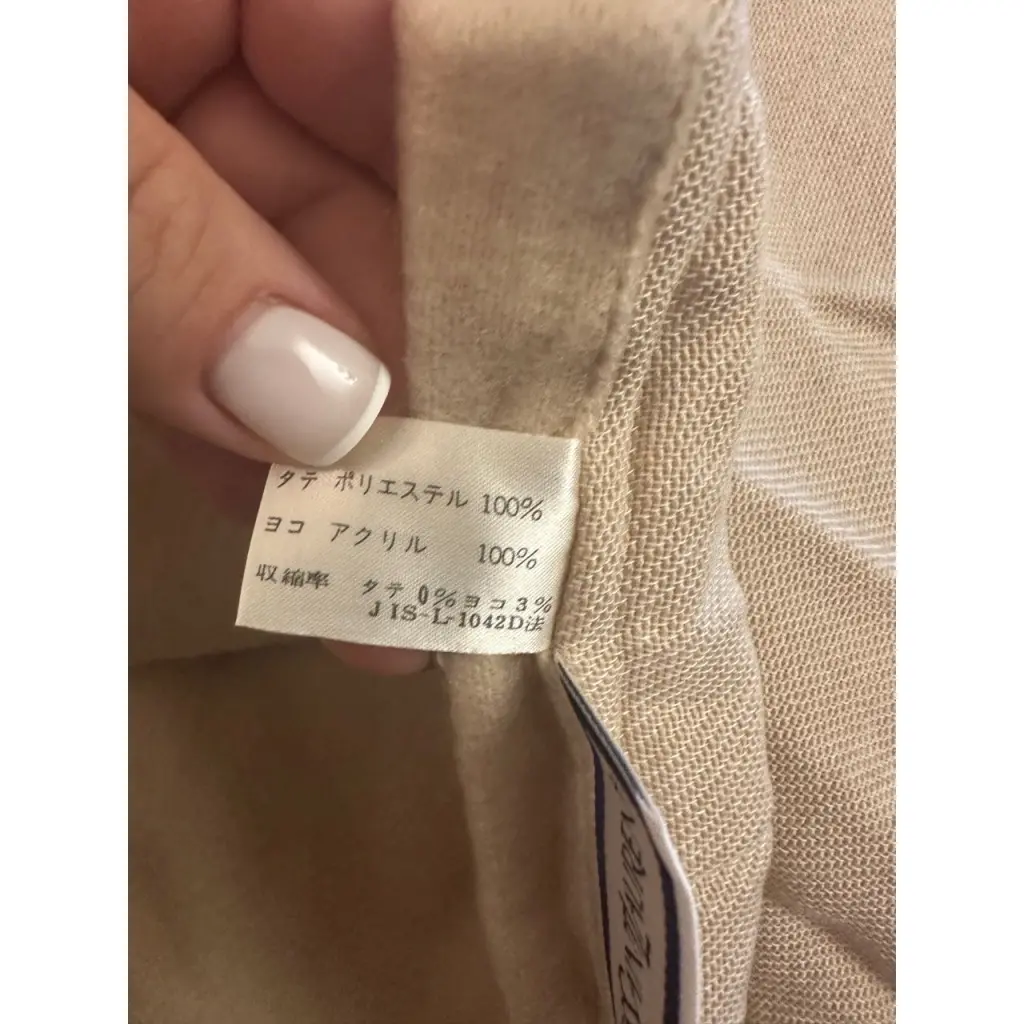 タテ ポリエステル 100%
ヨコ アクリル 100%
収縮率 タテ 0% ヨコ 3%
JIS-L-1042D法